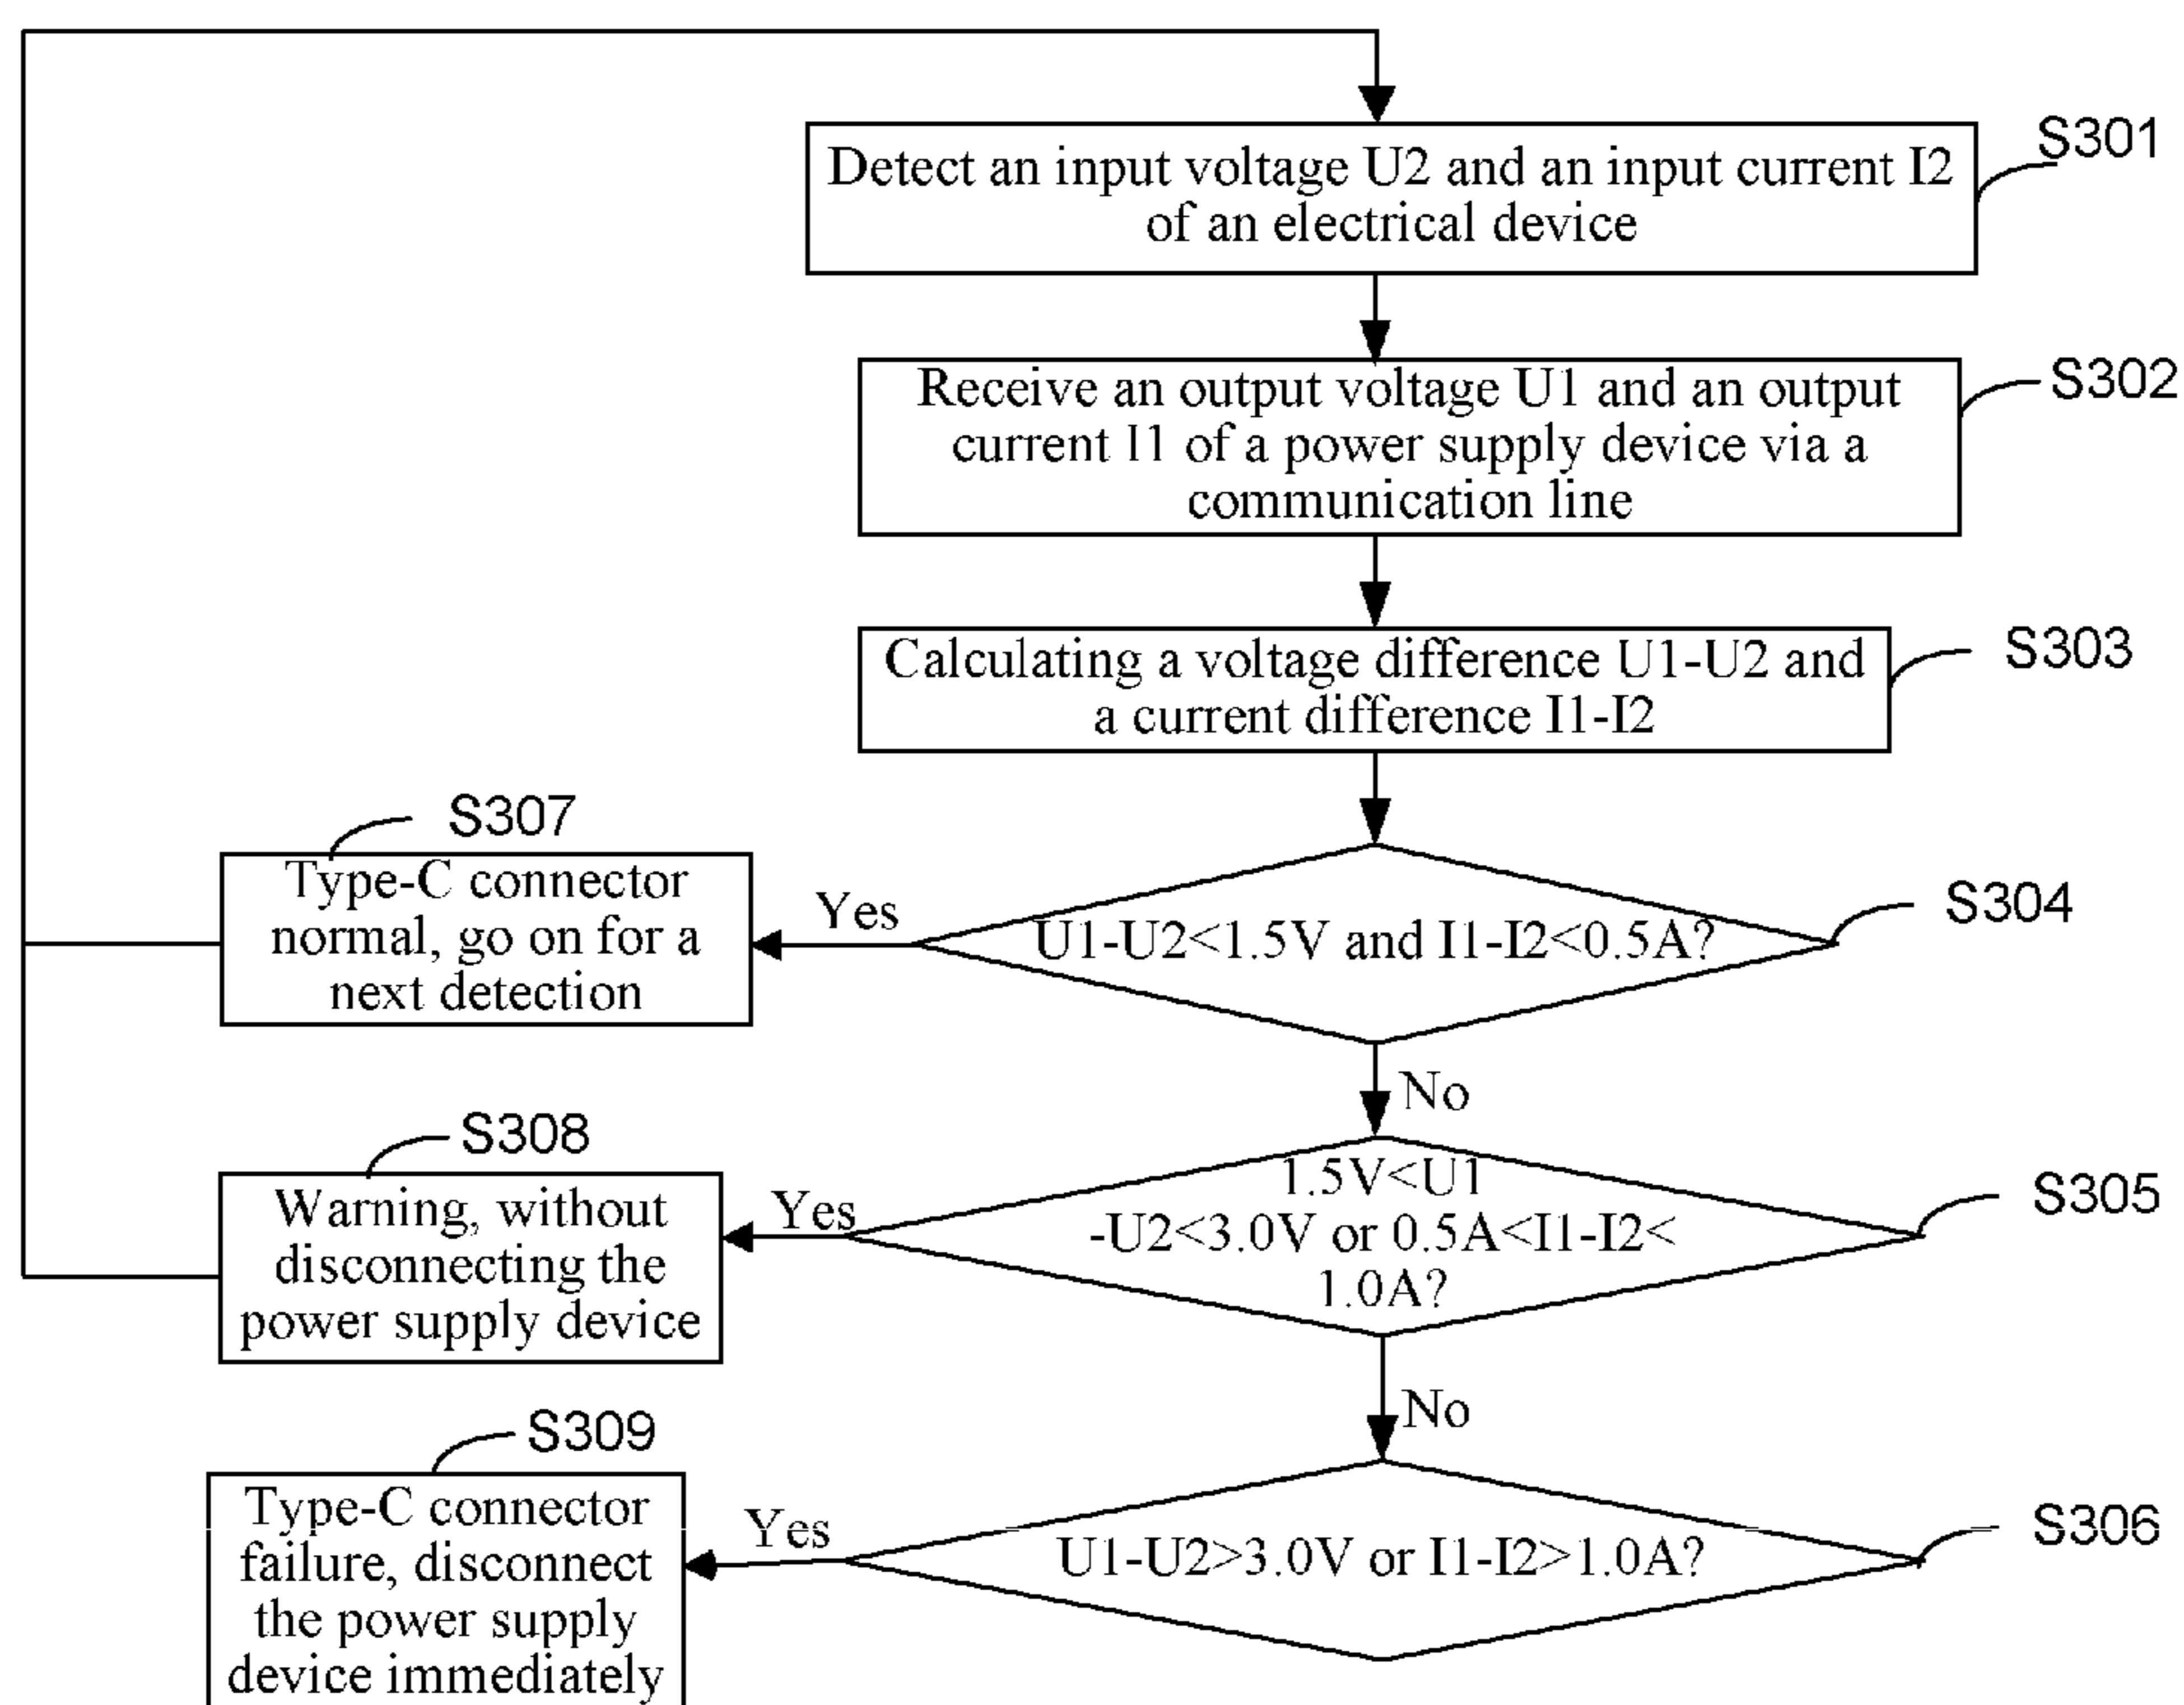 Detect an input voltage U2 and an input current I2
of an electrical device
S301
Receive an output voltage U1 and an output
current I1 of a power supply device via a
communication line
S302
Calculating a voltage difference U1-U2 and
a current difference I1-I2
S303
S307
Type-C connector
normal, go on for a
next detection
Yes
U1-U2<1.5V and I1-I2<0.5A?
S304
No
S308
Warning, without
disconnecting the
power supply device
Yes
1.5V<U1
-U2<3.0V or 0.5A<I1-I2<
1.0A?
S305
No
S309
Type-C connector
failure, disconnect
the power supply
device immediately
Yes
U1-U2>3.0V or I1-I2>1.0A?
S306